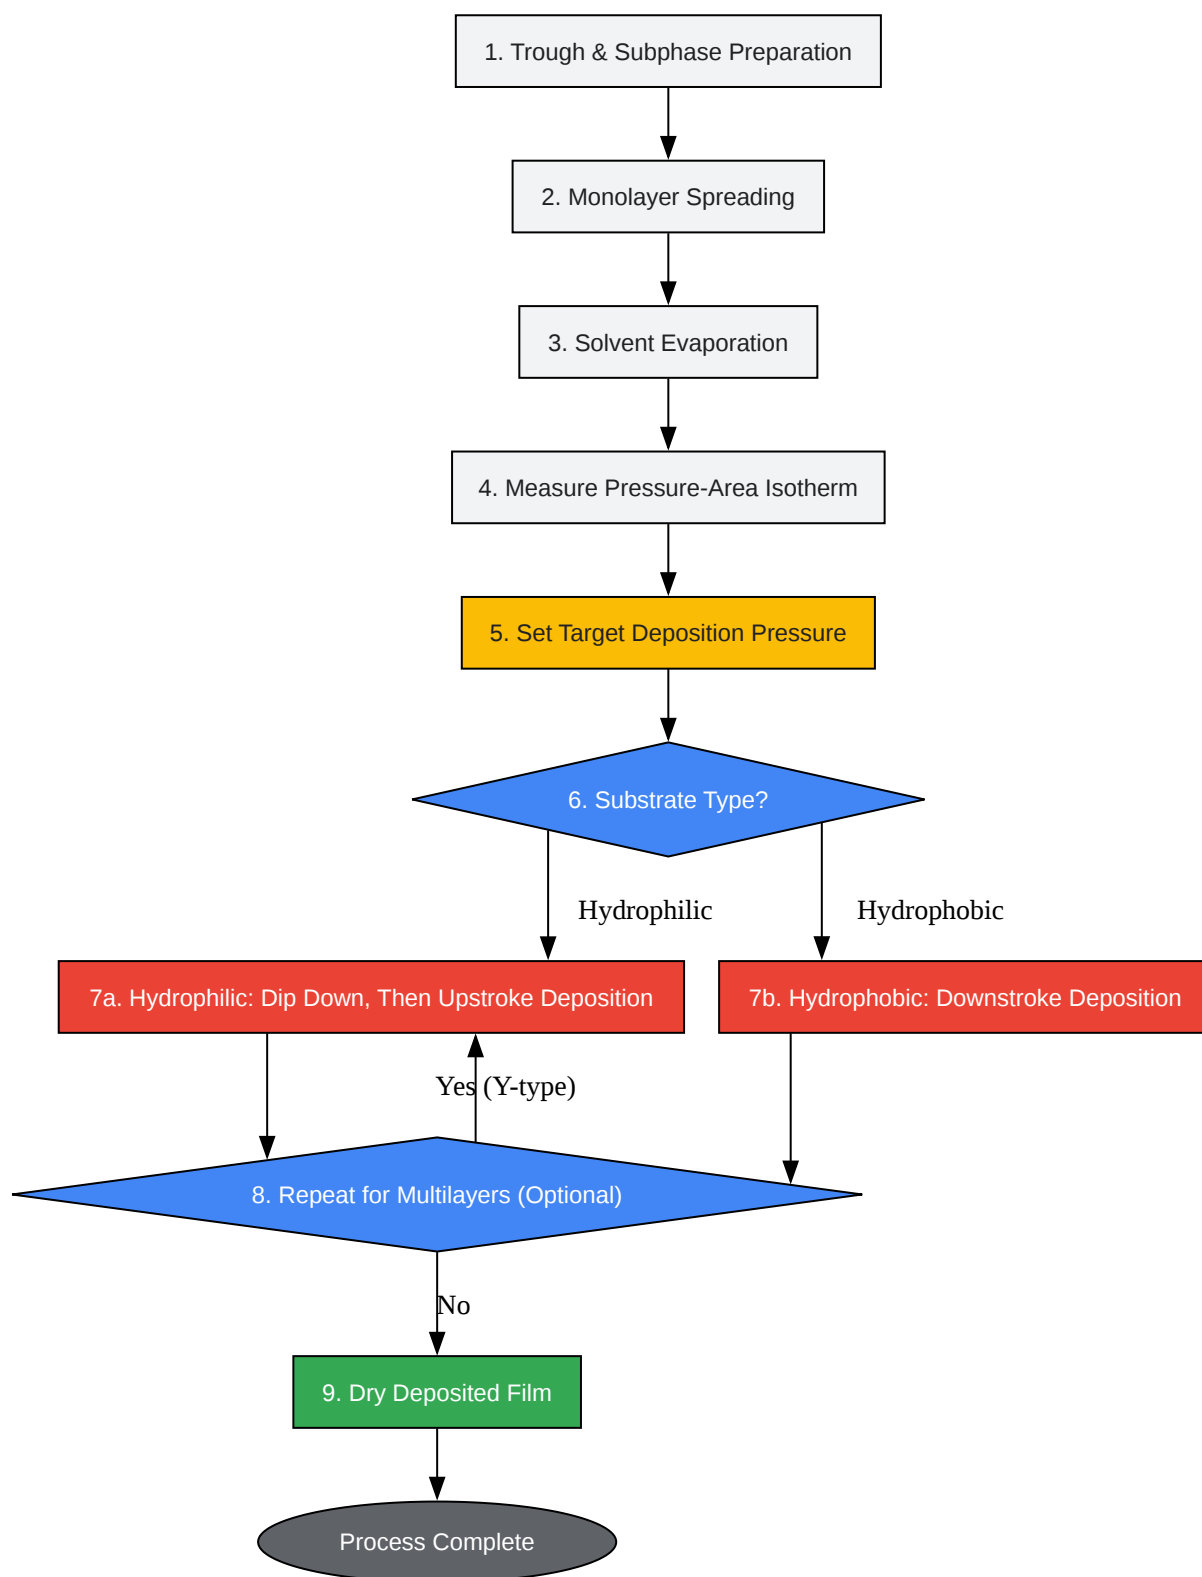 1. Trough & Subphase Preparation
2. Monolayer Spreading
3. Solvent Evaporation
4. Measure Pressure-Area Isotherm
5. Set Target Deposition Pressure
6. Substrate Type?
Hydrophilic
Hydrophobic
7a. Hydrophilic: Dip Down, Then Upstroke Deposition
7b. Hydrophobic: Downstroke Deposition
Yes (Y-type)
8. Repeat for Multilayers (Optional)
No
9. Dry Deposited Film
Process Complete